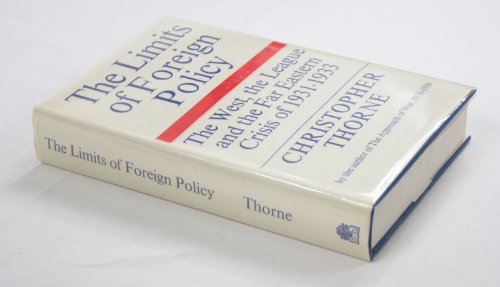 The Limits
of Foreign
Policy
The West, the League
and the Far Eastern
Crisis of 1931-1933
CHRISTOPHER
THORNE
by the author of The Approach of War, 1938-1939
The Limits of Foreign Policy Thorne